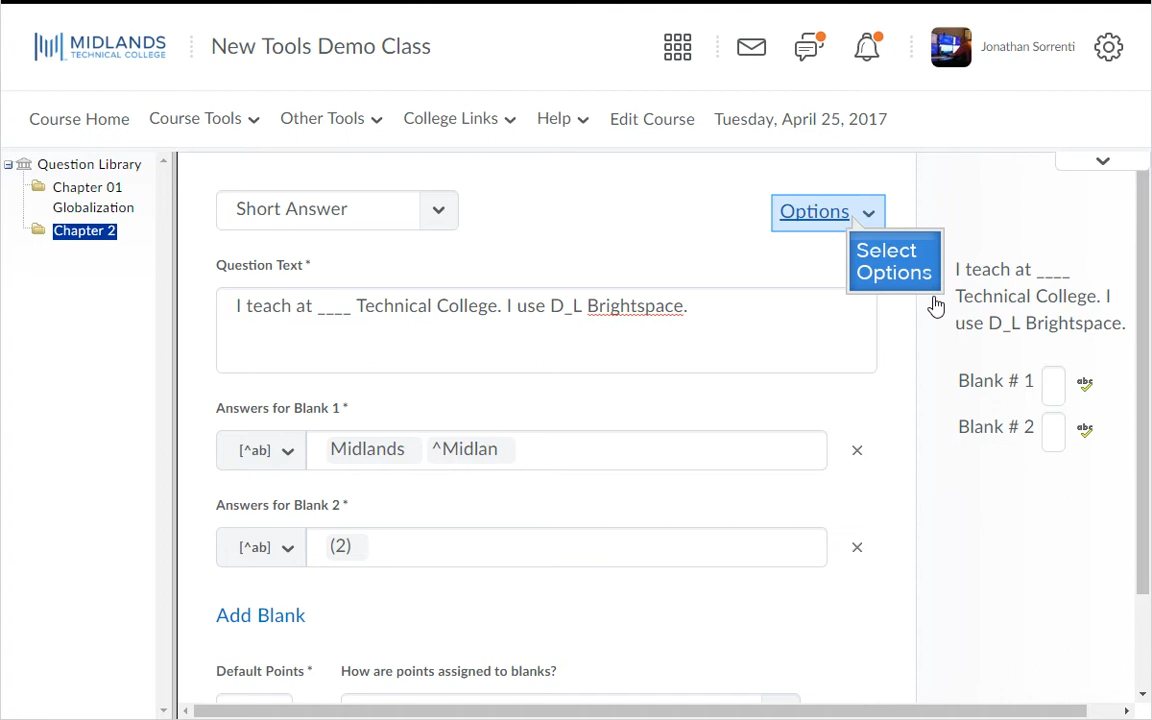 MIDLANDS
TECHNICAL COLLEGE
New Tools Demo Class
Jonathan Sorrenti
Course Home
Course Tools
Other Tools
College Links
Help
Edit Course
Tuesday, April 25, 2017
Question Library
Chapter 01
Globalization
Chapter 2
Short Answer
Options
Select
Options
Question Text *
I teach at ____ Technical College. I use D_L Brightspace.
Answers for Blank 1 *
[^ab]
Midlands
^Midlan
Answers for Blank 2 *
[^ab]
(2)
Add Blank
Default Points *
How are points assigned to blanks?
I teach at ____
Technical College. I
use D_L Brightspace.
Blank # 1
abc
Blank # 2
abc